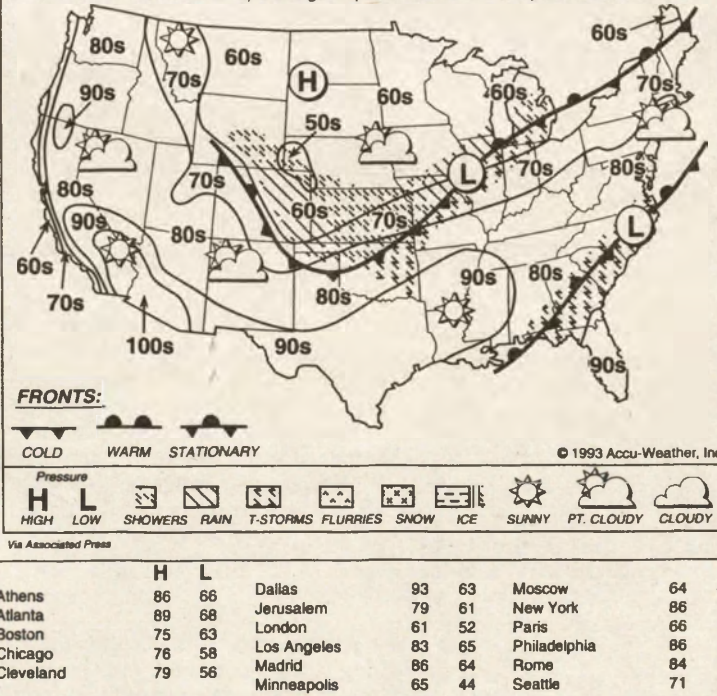 60s
80s
60s
70s
60s
60s
70s
90s
50s
70s
80s
80s
70s
60s
70s
90s
80s
90s
80s
60s
80s
70s
100s
90s
90s
H
L
L
FRONTS:
COLD WARM STATIONARY
© 1993 Accu-Weather, Inc
Pressure
H L
HIGH LOW SHOWERS RAIN T-STORMS FLURRIES SNOW ICE SUNNY PT. CLOUDY CLOUDY
Via Associated Press
H L
Athens 86 66
Atlanta 89 68
Boston 75 63
Chicago 76 58
Cleveland 79 56
Dallas 93 63
Jerusalem 79 61
London 61 52
Los Angeles 83 65
Madrid 86 64
Minneapolis 65 44
Moscow 64
New York 86
Paris 66
Philadelphia 86
Rome 84
Seattle 71